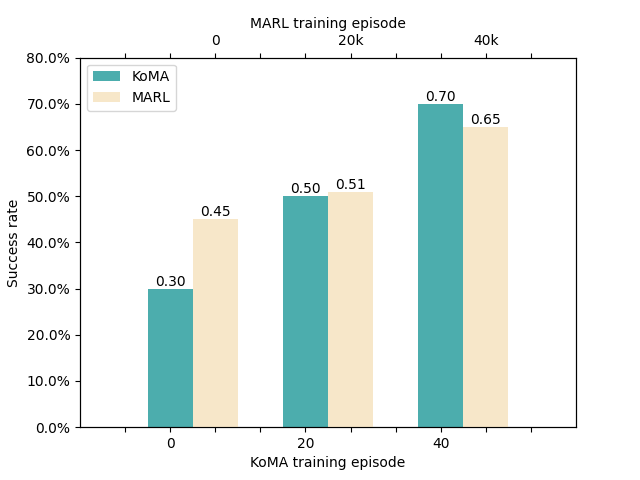 MARL training episode
0 20k 40k
80.0%
KoMA
MARL
70.0%
0.70
0.65
60.0%
50.0%
0.50 0.51
0.45
40.0%
Success rate
30.0%
0.30
20.0%
10.0%
0.0%
0 20 40
KoMA training episode